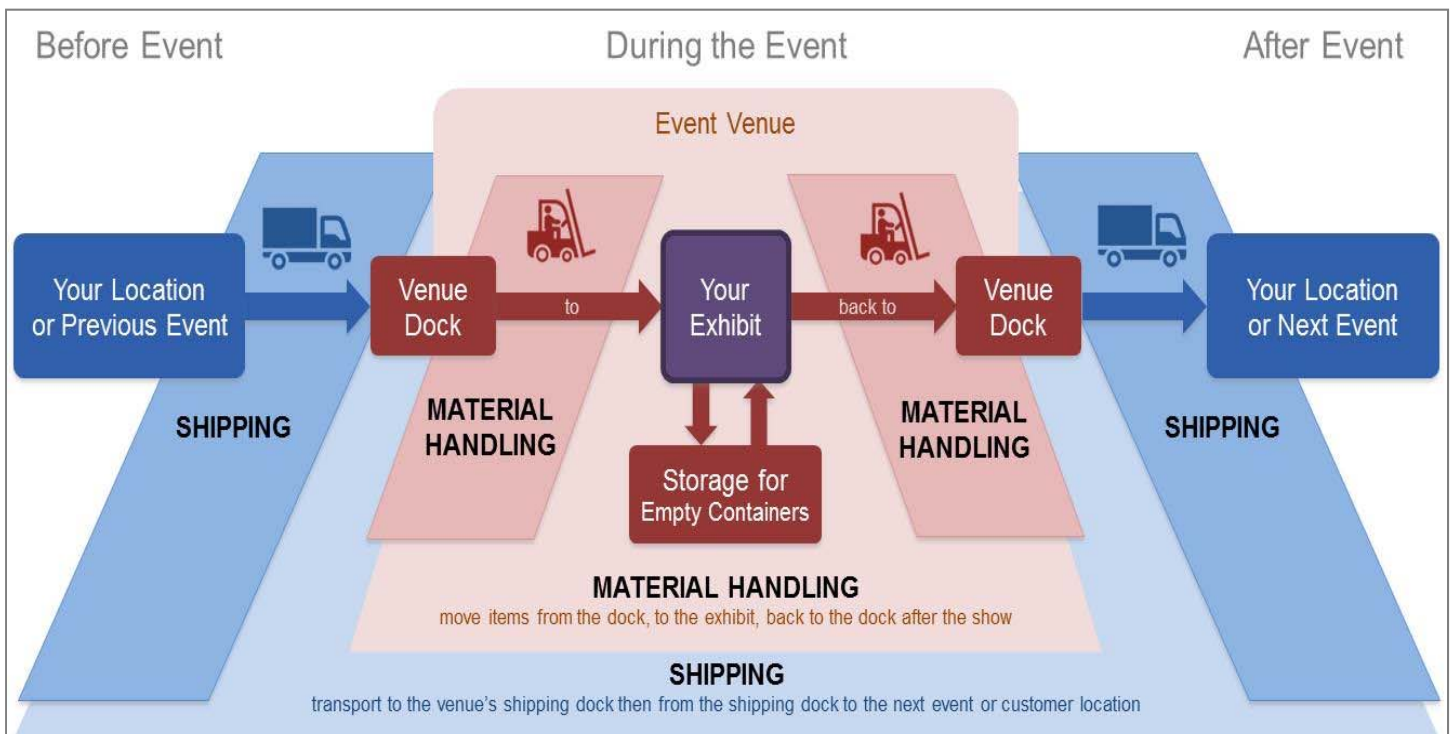 Before Event
During the Event
After Event
Event Venue
Your Location
or Previous Event
Venue
Dock
to
Your
Exhibit
back to
Venue
Dock
Your Location
or Next Event
SHIPPING
MATERIAL
HANDLING
Storage for
Empty Containers
MATERIAL
HANDLING
SHIPPING
MATERIAL HANDLING
move items from the dock, to the exhibit, back to the dock after the show
SHIPPING
transport to the venue's shipping dock then from the shipping dock to the next event or customer location